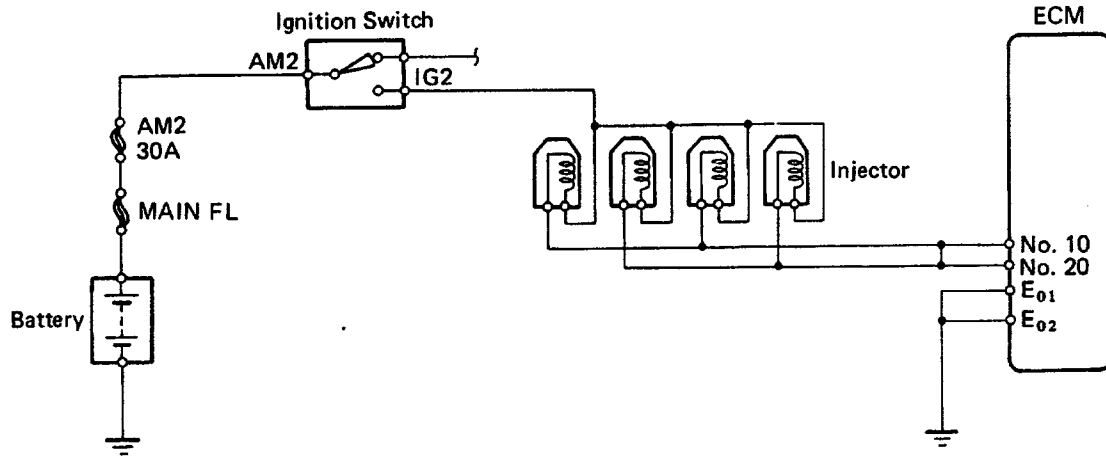 Ignition Switch
ECM
AM2
IG2
AM2
30A
MAIN FL
Battery
Injector
No. 10
No. 20
E01
E02